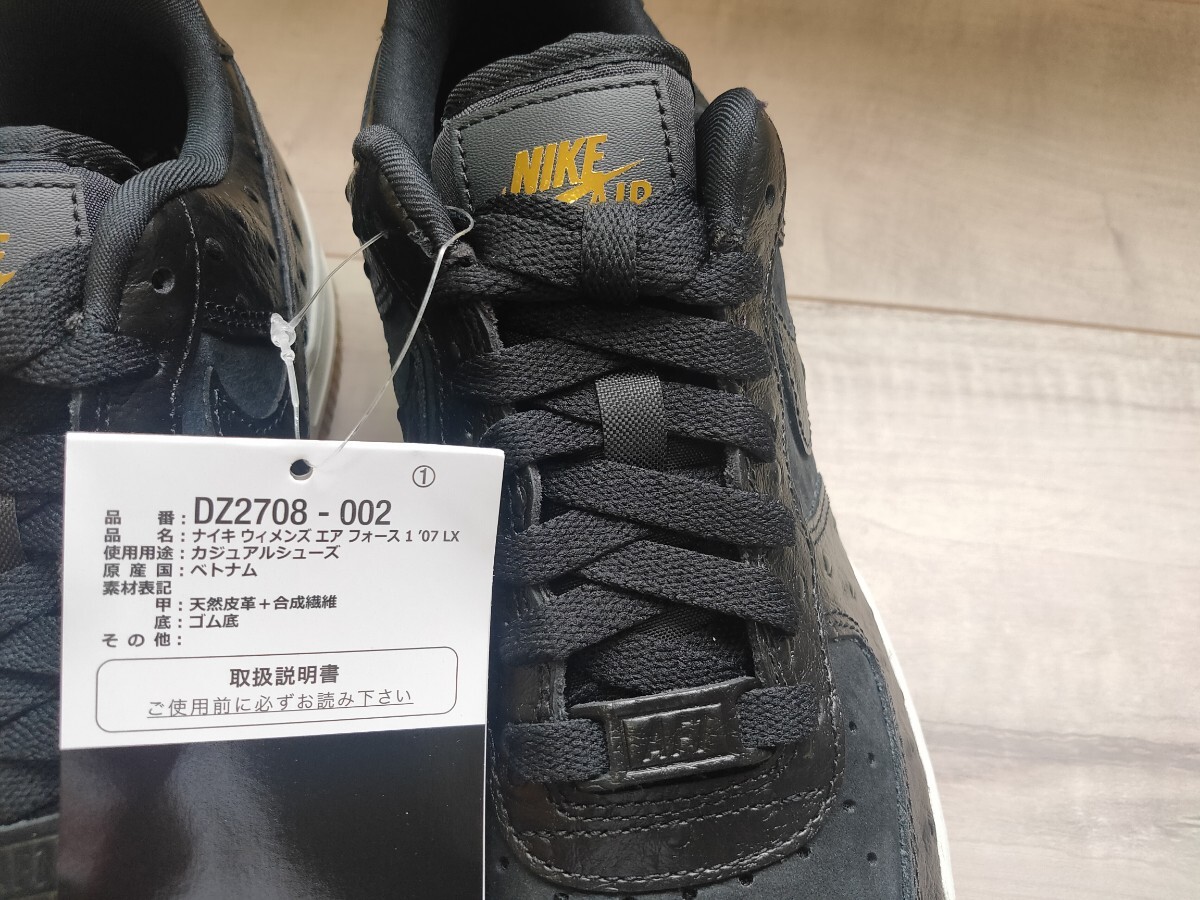 NIKE
AIR
①
品 番：DZ2708 - 002
品 名：ナイキ ウィメンズ エア フォース 1 '07 LX
使用用途：カジュアルシューズ
原 産 国：ベトナム
素材表記
甲：天然皮革＋合成繊維
底：ゴム底
そ の 他：
取扱説明書
ご使用前に必ずお読み下さい
AF1